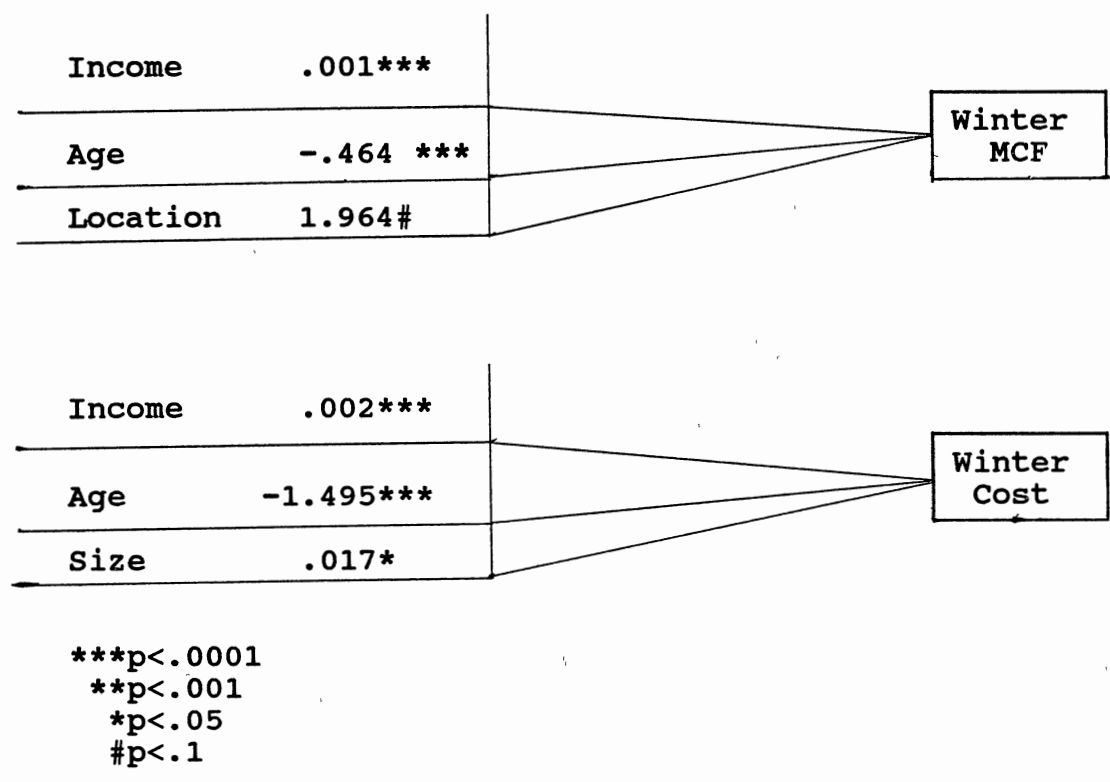 Income .001***
Age -.464 ***
Location 1.964#
Winter
MCF
Income .002***
Age -1.495***
Size .017*
Winter
Cost
***p<.0001
**p<.001
*p<.05
#p<.1